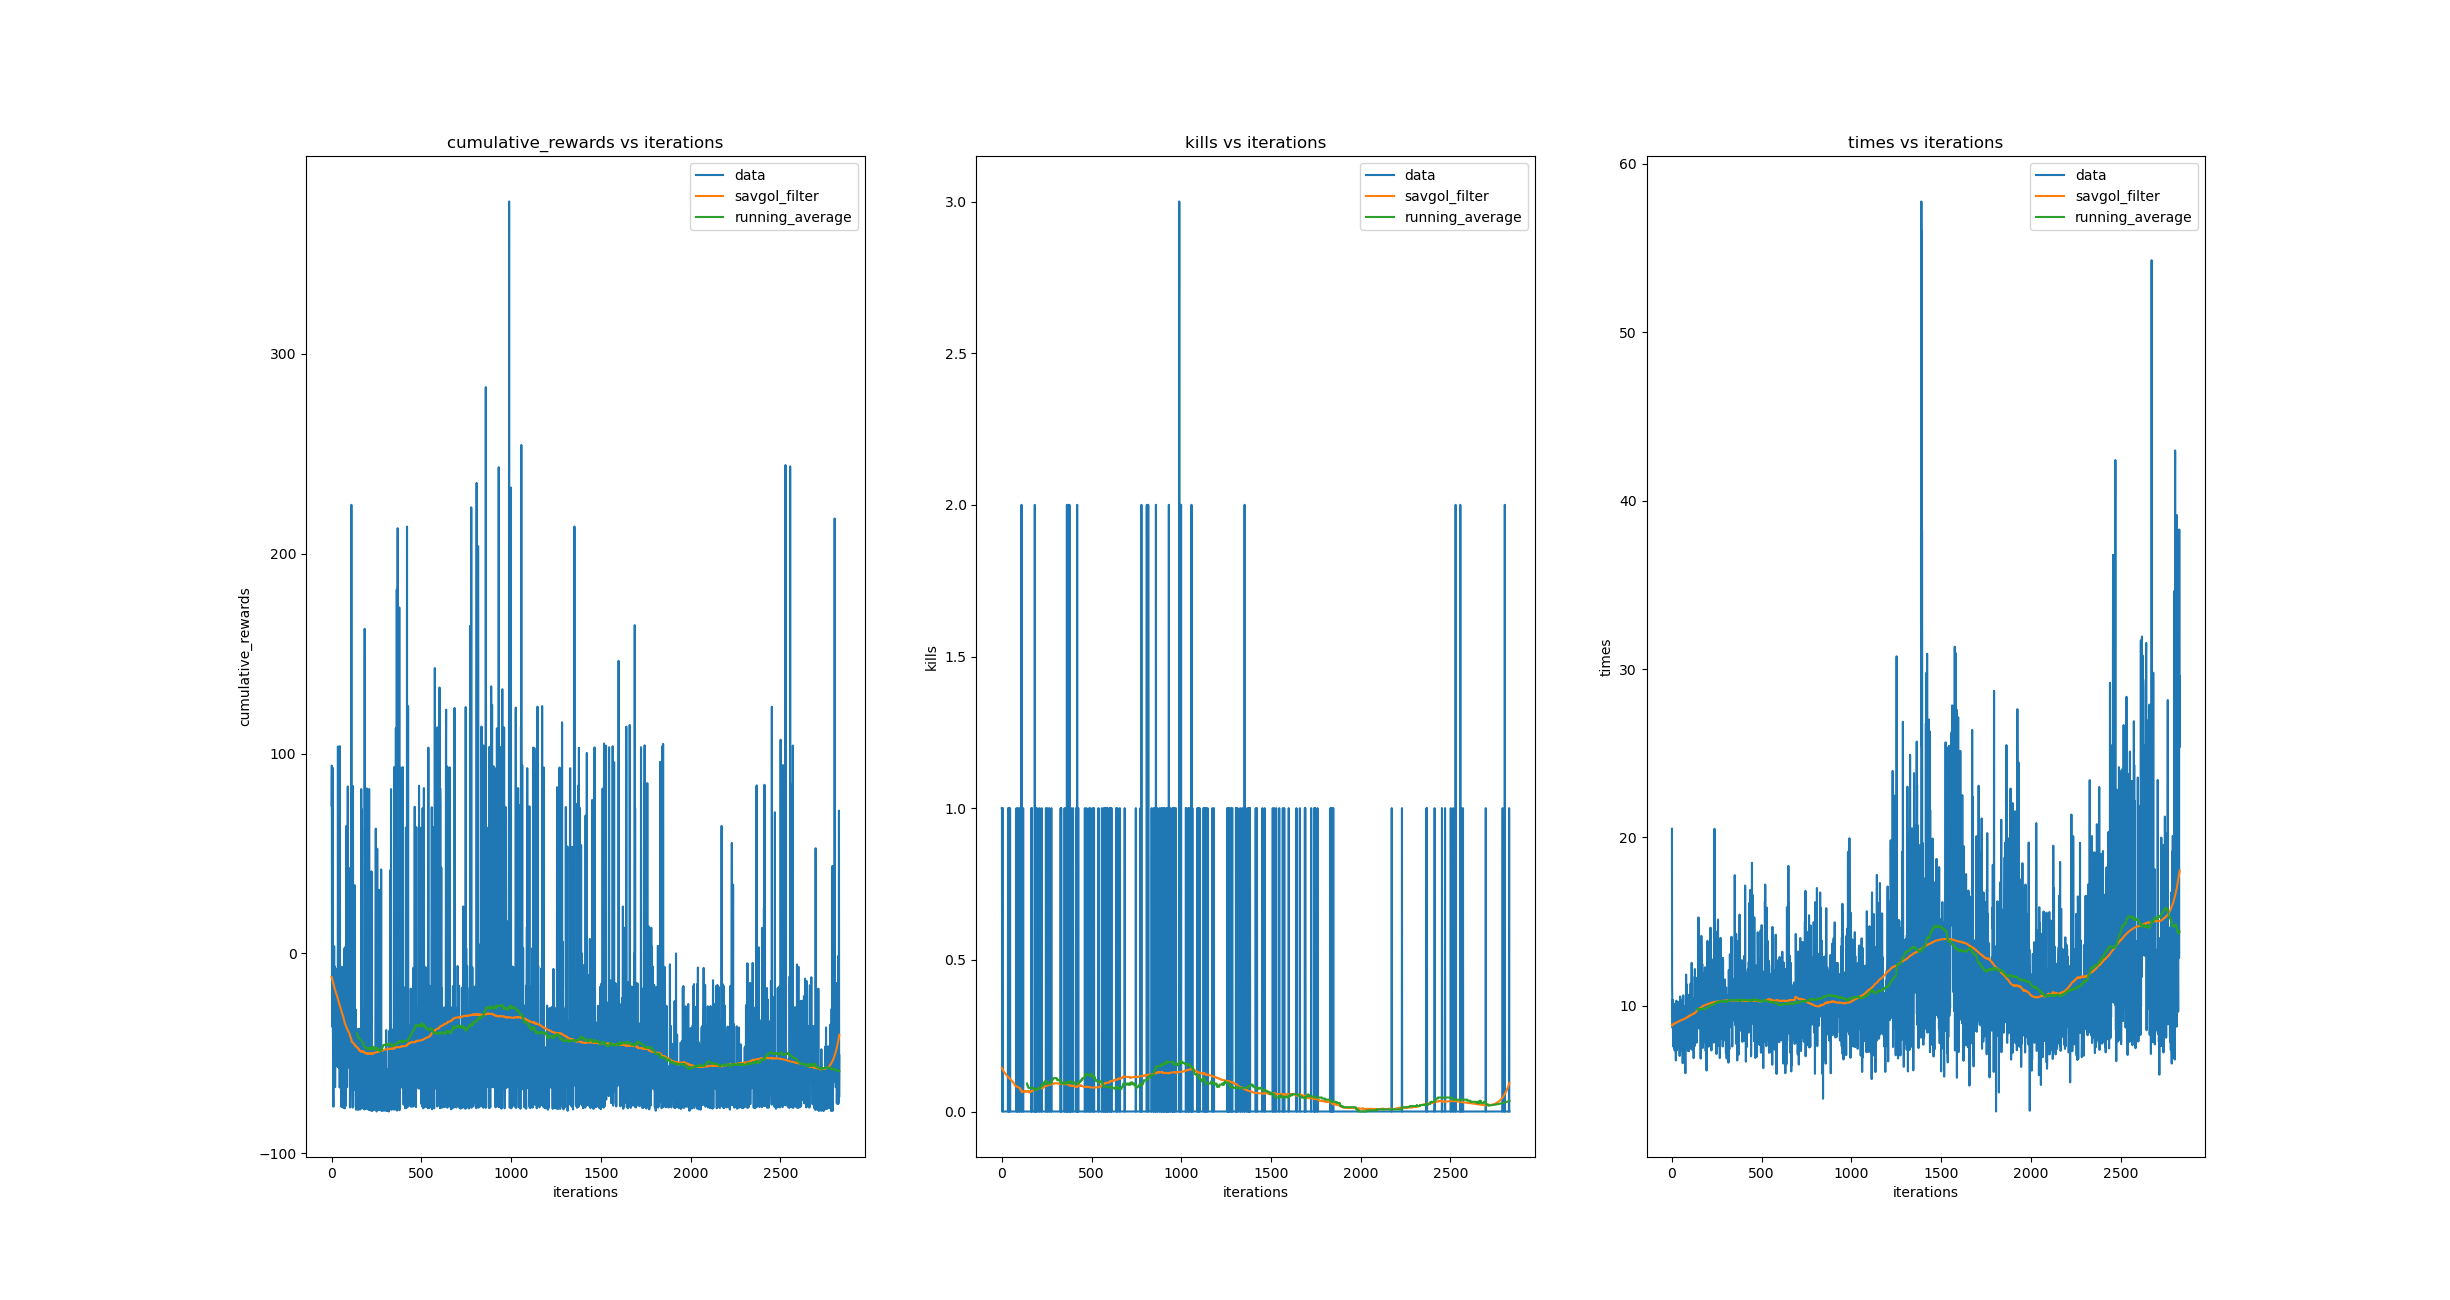 cumulative_rewards vs iterations
data
savgol_filter
running_average
300
200
100
0
−100
cumulative_rewards
0 500 1000 1500 2000 2500
iterations
kills vs iterations
data
savgol_filter
running_average
3.0
2.5
2.0
1.5
1.0
0.5
0.0
kills
0 500 1000 1500 2000 2500
iterations
times vs iterations
data
savgol_filter
running_average
60
50
40
30
20
10
times
0 500 1000 1500 2000 2500
iterations